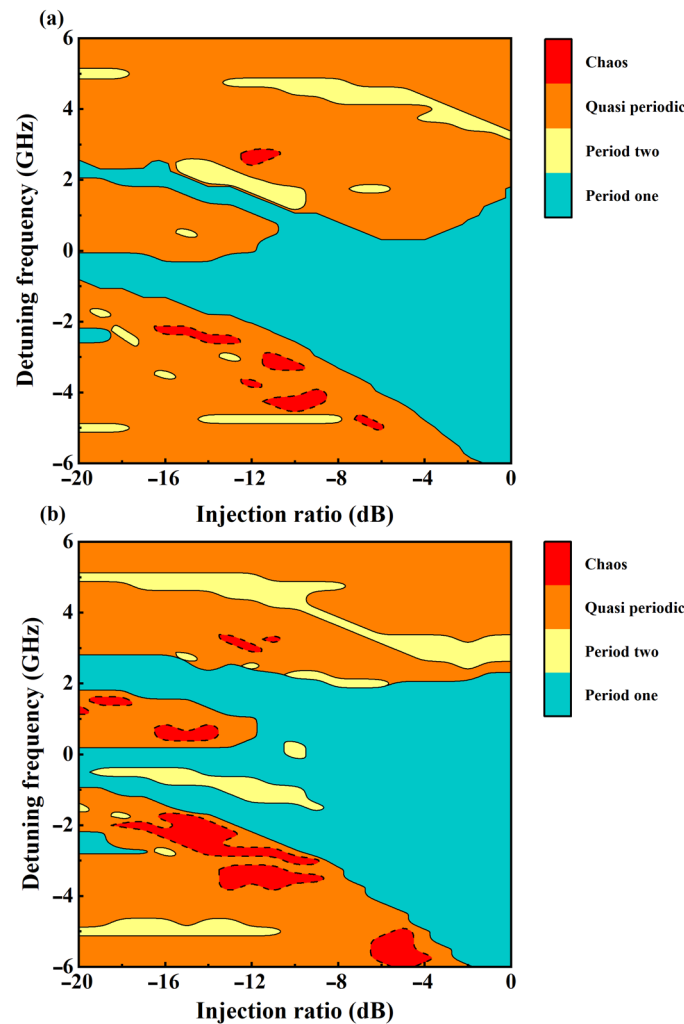 (a)
6
4
2
0
−2
−4
−6
Detuning frequency (GHz)
−20
−16
−12
−8
−4
0
Injection ratio (dB)
Chaos
Quasi periodic
Period two
Period one
(b)
6
4
2
0
−2
−4
−6
Detuning frequency (GHz)
−20
−16
−12
−8
−4
0
Injection ratio (dB)
Chaos
Quasi periodic
Period two
Period one